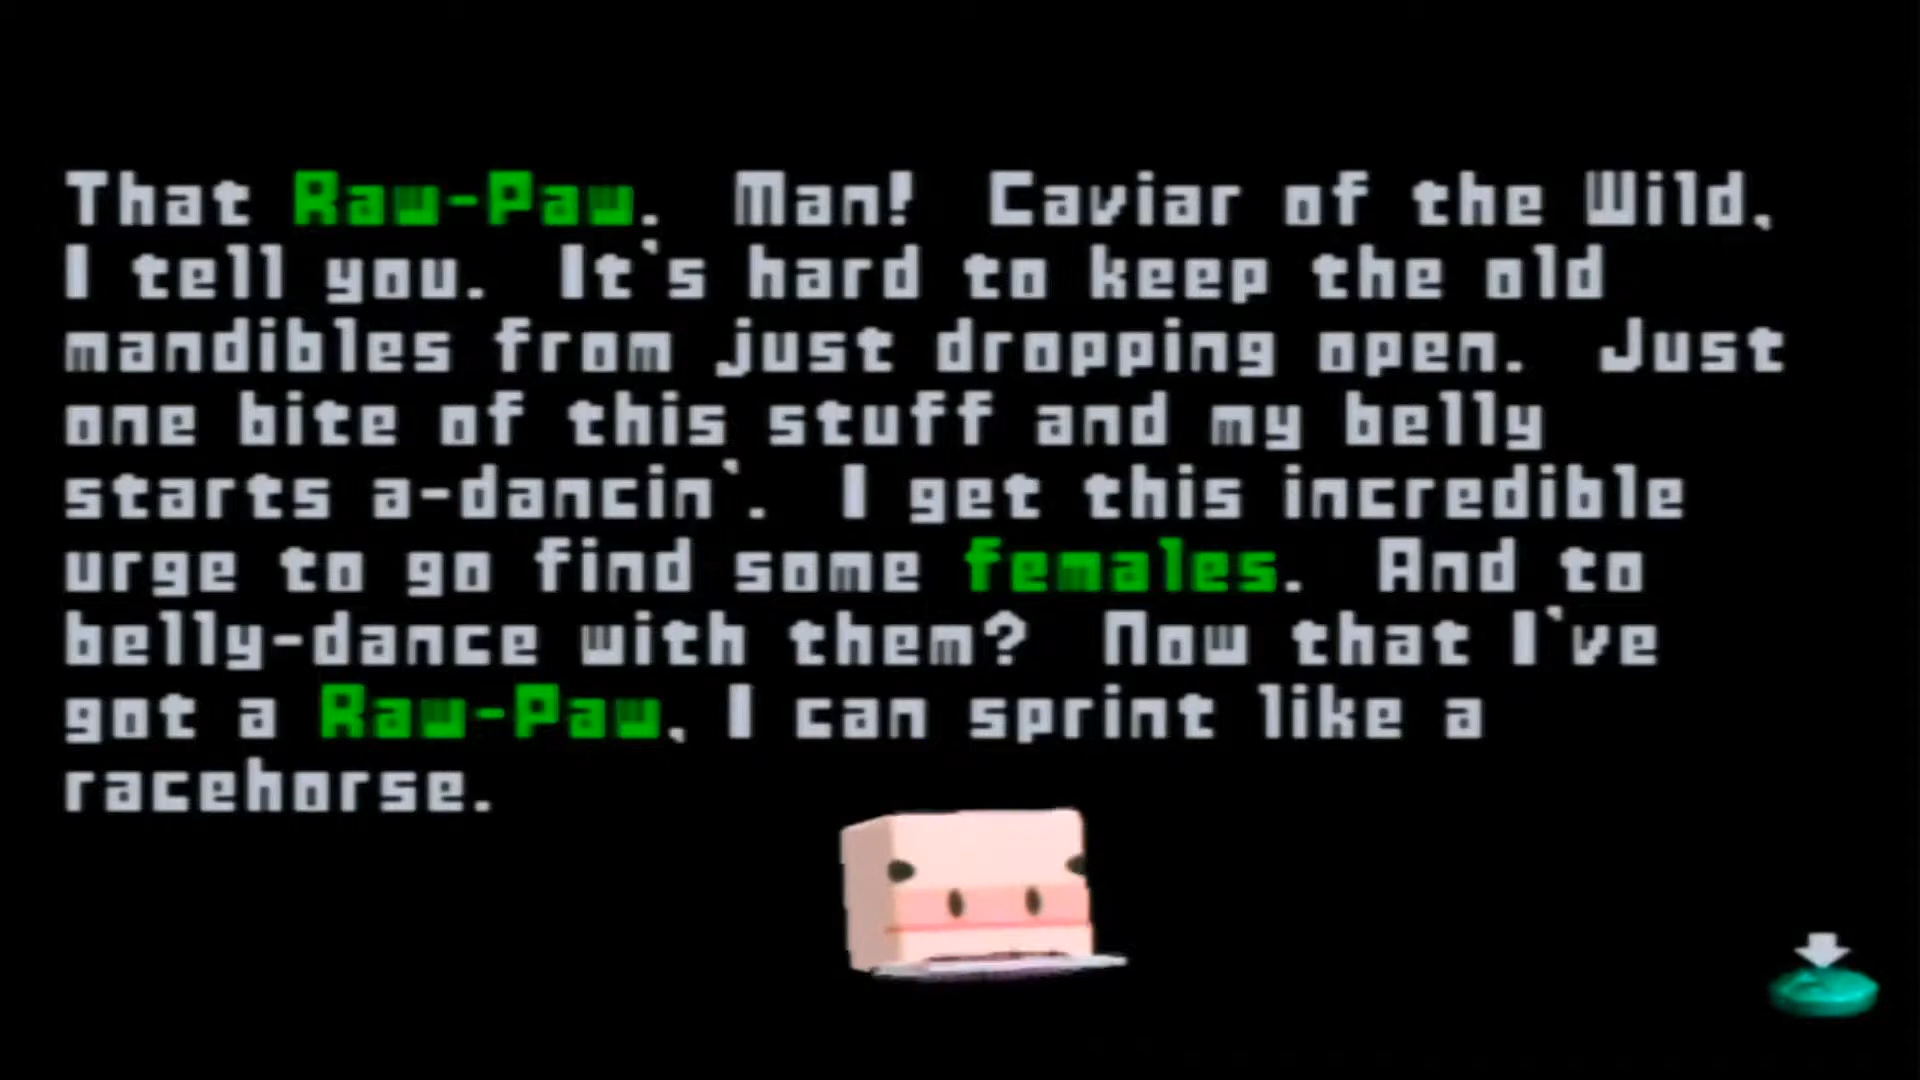 That Raw-Paw. Man! Caviar of the Wild,
I tell you. It's hard to keep the old
mandibles from just dropping open. Just
one bite of this stuff and my belly
starts a-dancin'. I get this incredible
urge to go find some females. And to
belly-dance with them? Now that I've
got a Raw-Paw, I can sprint like a
racehorse.